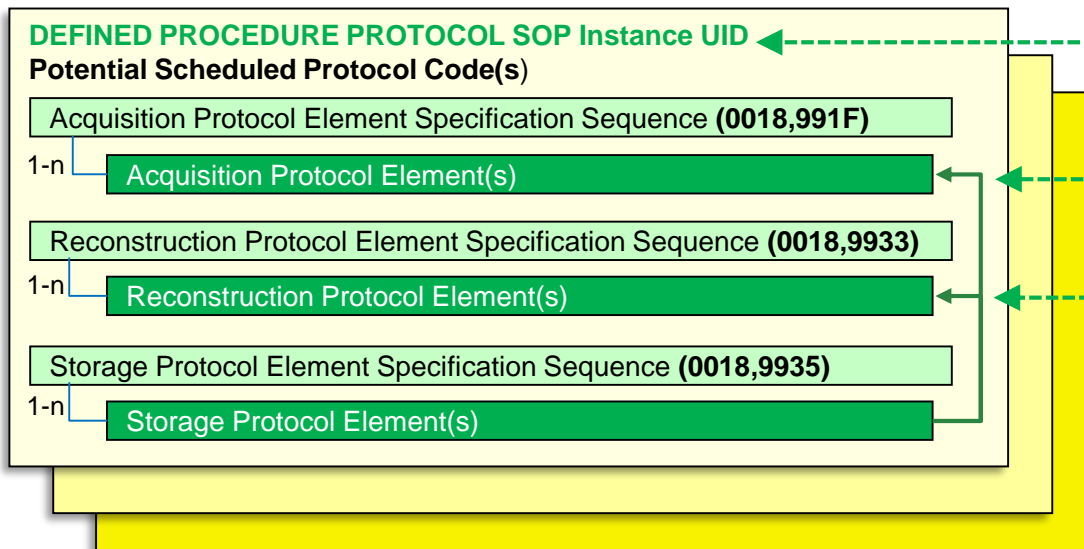 DEFINED PROCEDURE PROTOCOL SOP Instance UID
Potential Scheduled Protocol Code(s)
Acquisition Protocol Element Specification Sequence (0018,991F)
1-n
Acquisition Protocol Element(s)
Reconstruction Protocol Element Specification Sequence (0018,9933)
1-n
Reconstruction Protocol Element(s)
Storage Protocol Element Specification Sequence (0018,9935)
1-n
Storage Protocol Element(s)